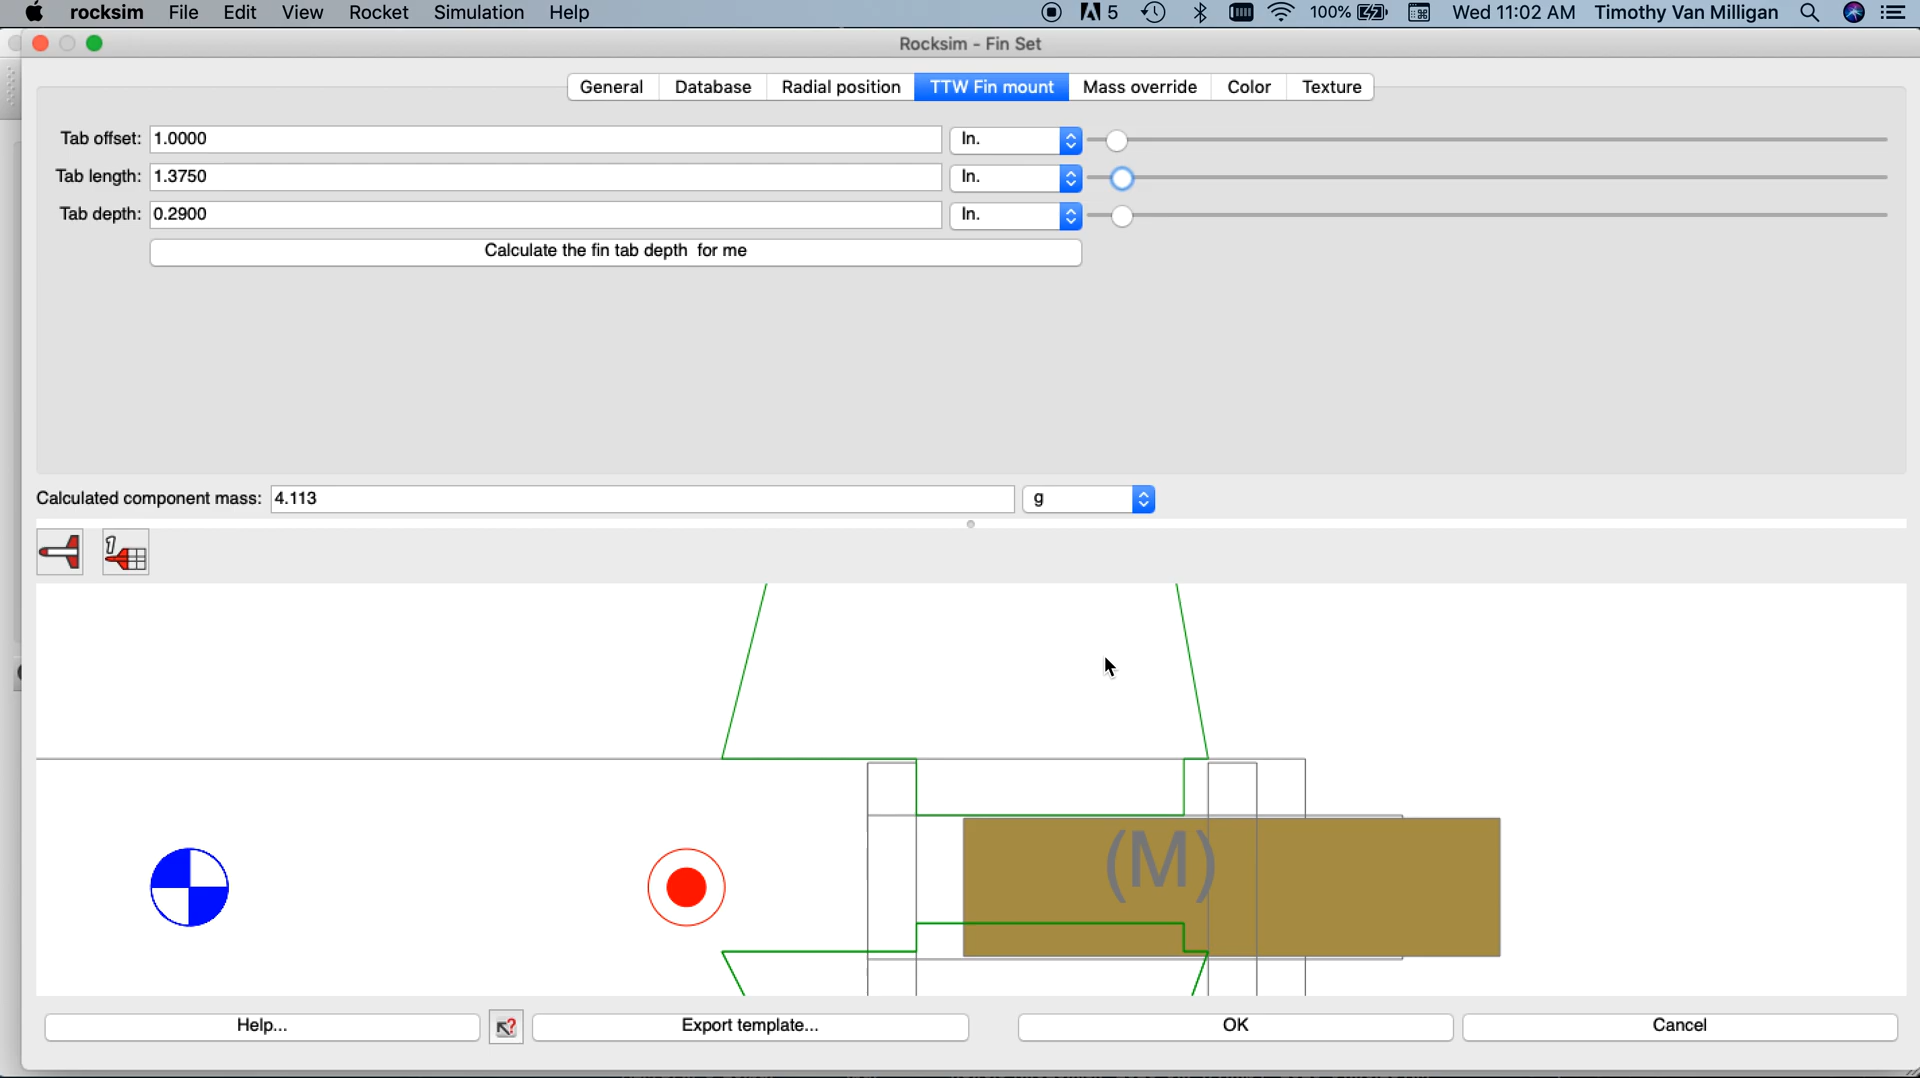 rocksim File Edit View Rocket Simulation Help 5 100% Wed 11:02 AM Timothy Van Milligan
Rocksim - Fin Set
General Database Radial position TTW Fin mount Mass override Color Texture
Tab offset: 1.0000 In.
Tab length: 1.3750 In.
Tab depth: 0.2900 In.
Calculate the fin tab depth for me
Calculated component mass: 4.113 g
1
(M)
Help... ? Export template... OK Cancel